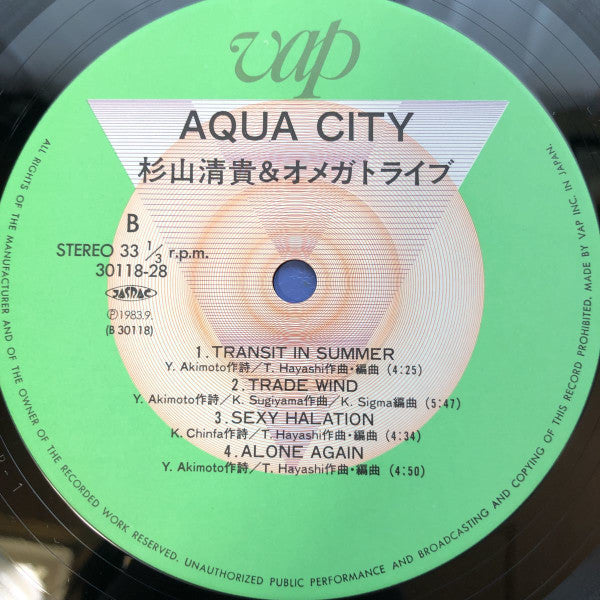 vap
AQUA CITY
杉山清貴&オメガトライブ
B
STEREO 33 1/3 r.p.m.
30118-28
JASRAC
Ⓟ1983.9.
(B 30118)
1.TRANSIT IN SUMMER
Y. Akimoto作詩/T. Hayashi作曲・編曲 (4:25)
2.TRADE WIND
Y. Akimoto作詩/K. Sugiyama作曲/K. Sigma編曲 (5:47)
3.SEXY HALATION
K. Chinfa作詩/T. Hayashi作曲・編曲 (4:34)
4.ALONE AGAIN
Y. Akimoto作詩/T. Hayashi作曲・編曲 (4:50)
ALL RIGHTS OF THE MANUFACTURER AND OF THE OWNER OF THE RECORDED WORK RESERVED. UNAUTHORIZED PUBLIC PERFORMANCE AND BROADCASTING AND COPYING OF THIS RECORD PROHIBITED. MADE BY VAP INC. IN JAPAN.